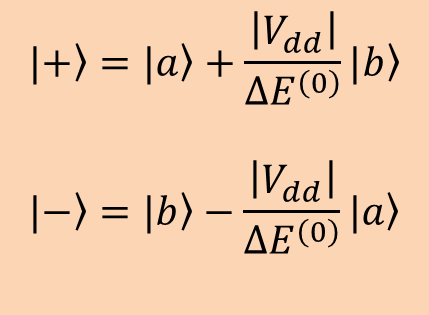 |+⟩ = |a⟩ + |V_dd| / ΔE^(0) |b⟩
|−⟩ = |b⟩ − |V_dd| / ΔE^(0) |a⟩